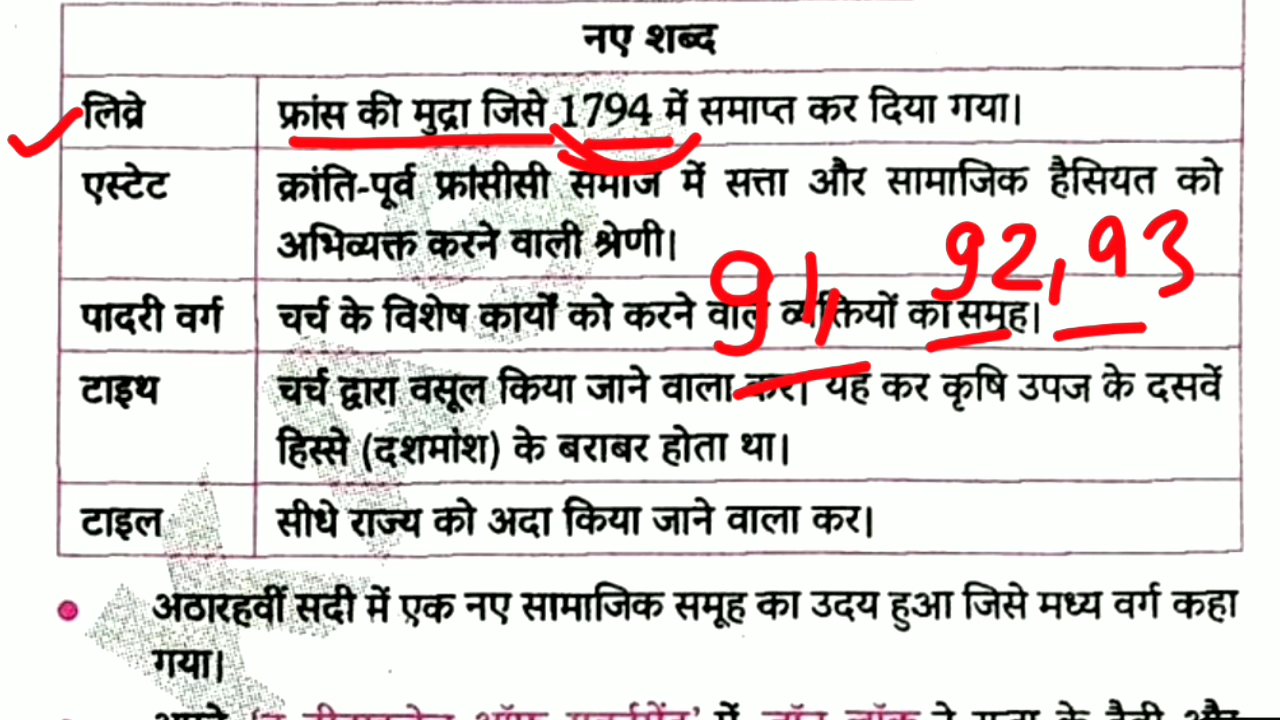 नए शब्द
लिव्रे फ्रांस की मुद्रा जिसे 1794 में समाप्त कर दिया गया।
एस्टेट क्रांति-पूर्व फ्रांसीसी समाज में सत्ता और सामाजिक हैसियत को
अभिव्यक्त करने वाली श्रेणी।
91, 92, 93
पादरी वर्ग चर्च के विशेष कार्यों को करने वाले व्यक्तियों का समूह।
टाइथ चर्च द्वारा वसूल किया जाने वाला कर। यह कर कृषि उपज के दसवें
हिस्से (दशमांश) के बराबर होता था।
टाइल सीधे राज्य को अदा किया जाने वाला कर।
अठारहवीं सदी में एक नए सामाजिक समूह का उदय हुआ जिसे मध्य वर्ग कहा
गया।